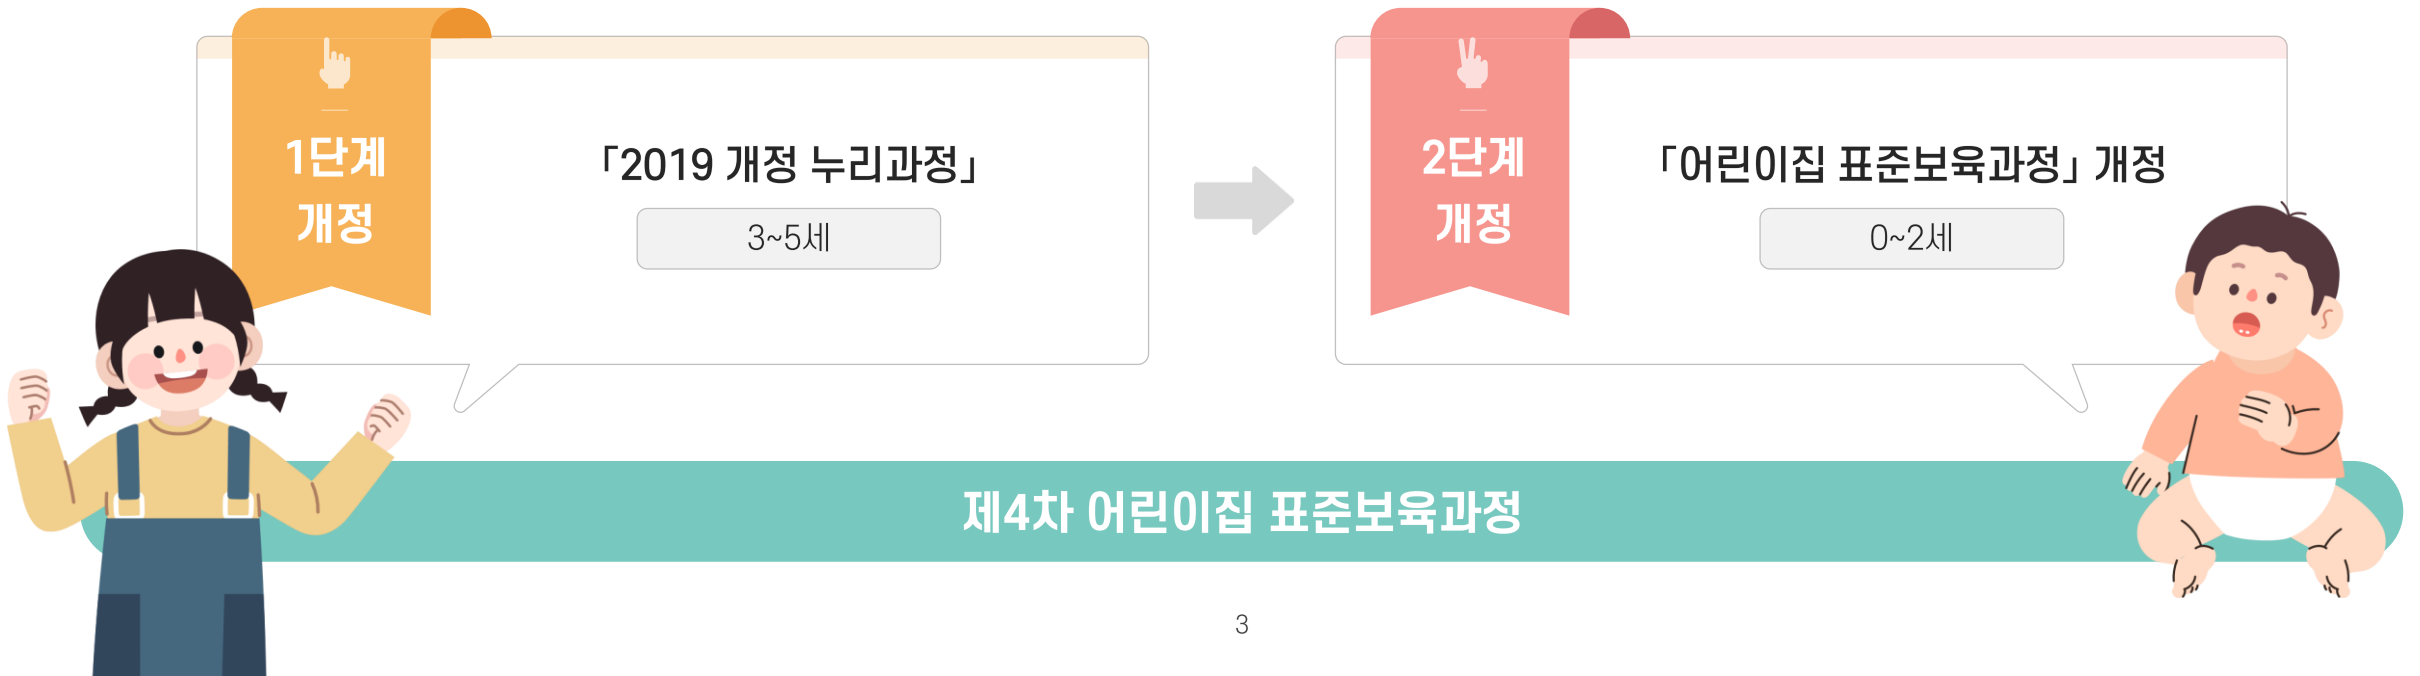 1단계
개정
「2019 개정 누리과정」
3~5세
2단계
개정
「어린이집 표준보육과정」 개정
0~2세
제4차 어린이집 표준보육과정
3